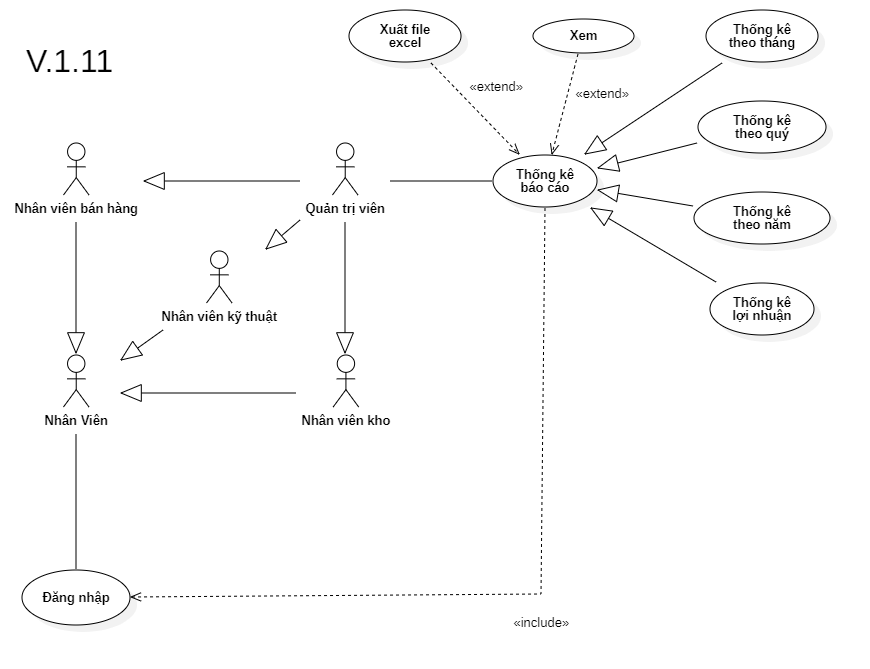 Xuất file
excel
Xem
Thống kê
theo tháng
V.1.11
«extend»
«extend»
Thống kê
theo quý
Nhân viên bán hàng
Quản trị viên
Thống kê
báo cáo
Thống kê
theo năm
Nhân viên kỹ thuật
Thống kê
lợi nhuận
Nhân Viên
Nhân viên kho
Đăng nhập
«include»